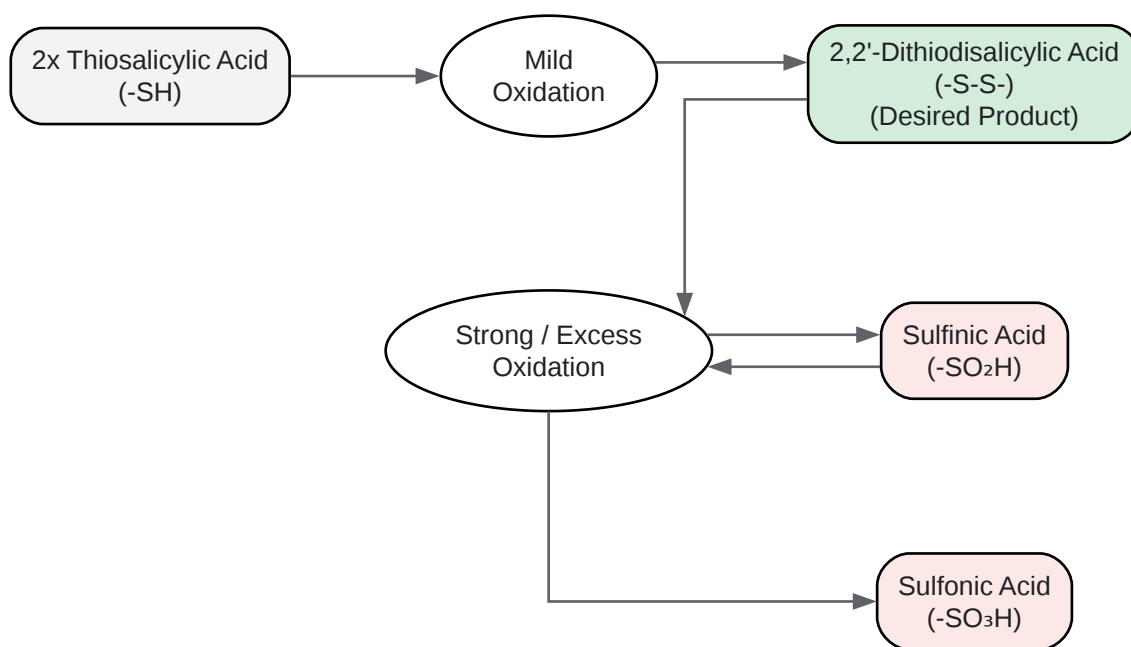 2x Thiosalicylic Acid
(-SH)
Mild
Oxidation
2,2'-Dithiodisalicylic Acid
(-S-S-)
(Desired Product)
Strong / Excess
Oxidation
Sulfinic Acid
(-SO₂H)
Sulfonic Acid
(-SO₃H)